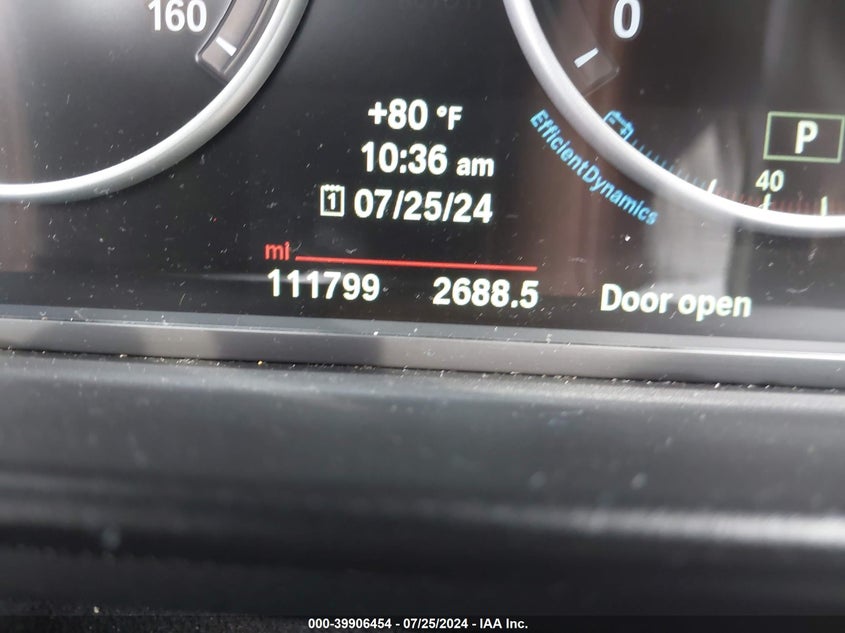 160
0
+80 °F
10:36 am
1 07/25/24
EfficientDynamics
P
40
mi
111799 2688.5 Door open
000-39906454 - 07/25/2024 - IAA Inc.